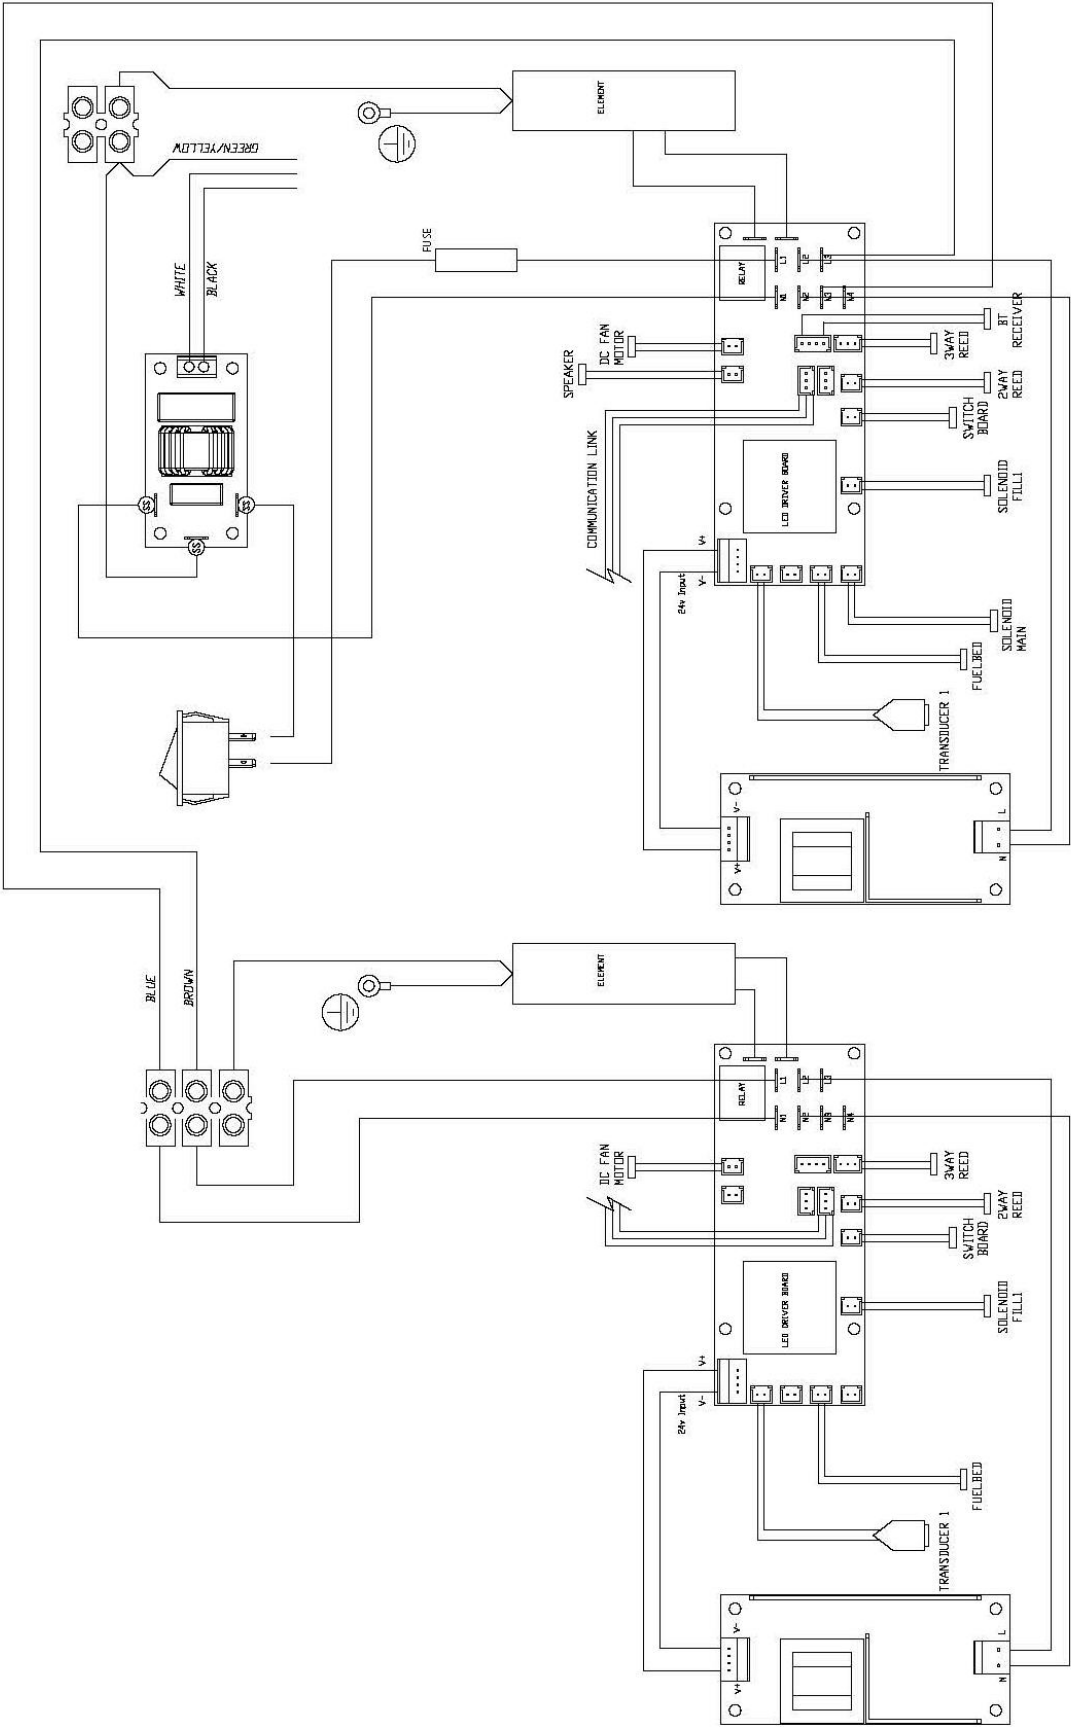 GREEN/YELLOW
WHITE
BLACK
ELEMENT
FUSE
RELAY
L1
L2
L3
N1
N2
N3
N4
DC FAN
MOTOR
SPEAKER
BT
RECEIVER
3WAY
REED
2WAY
REED
SWITCH
BOARD
COMMUNICATION LINK
LED DRIVER BOARD
SOLENOID
FILL1
SS
SS
SS
V+
V-
24v Input
SOLENOID
MAIN
FUELBED
TRANSDUCER 1
V-
V+
L
N
BLUE
BROWN
ELEMENT
RELAY
L1
L2
L3
N1
N2
N3
N4
DC FAN
MOTOR
3WAY
REED
2WAY
REED
SWITCH
BOARD
LED DRIVER BOARD
SOLENOID
FILL1
V+
V-
24v Input
FUELBED
TRANSDUCER 1
V-
V+
L
N